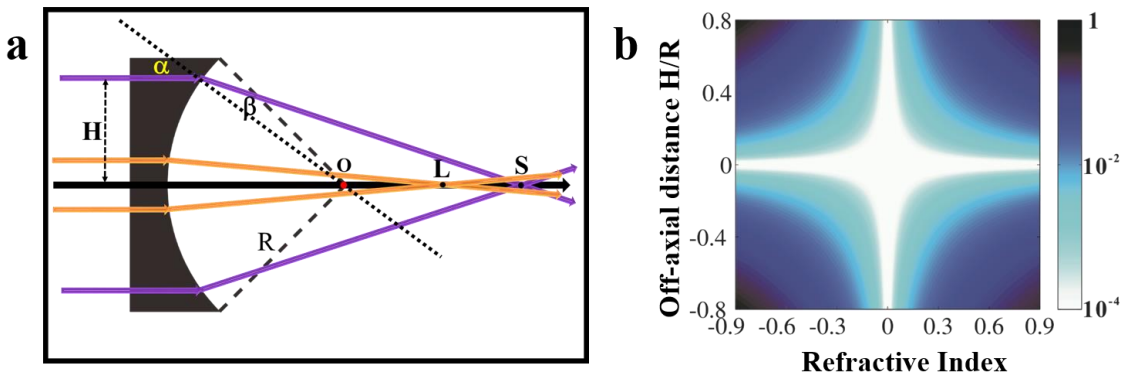 a
α
β
H
O
L
S
R
b
Off-axial distance H/R
0.8
0.4
0
-0.4
-0.8
-0.9
-0.6
-0.3
0
0.3
0.6
0.9
Refractive Index
1
10⁻²
10⁻⁴